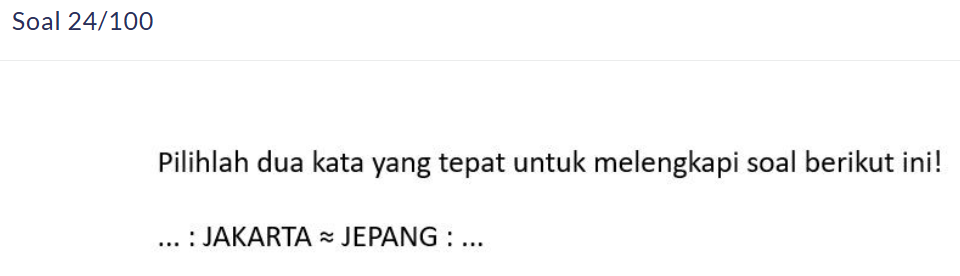 Soal 24/100
Pilihlah dua kata yang tepat untuk melengkapi soal berikut ini!
... : JAKARTA ≈ JEPANG : ...